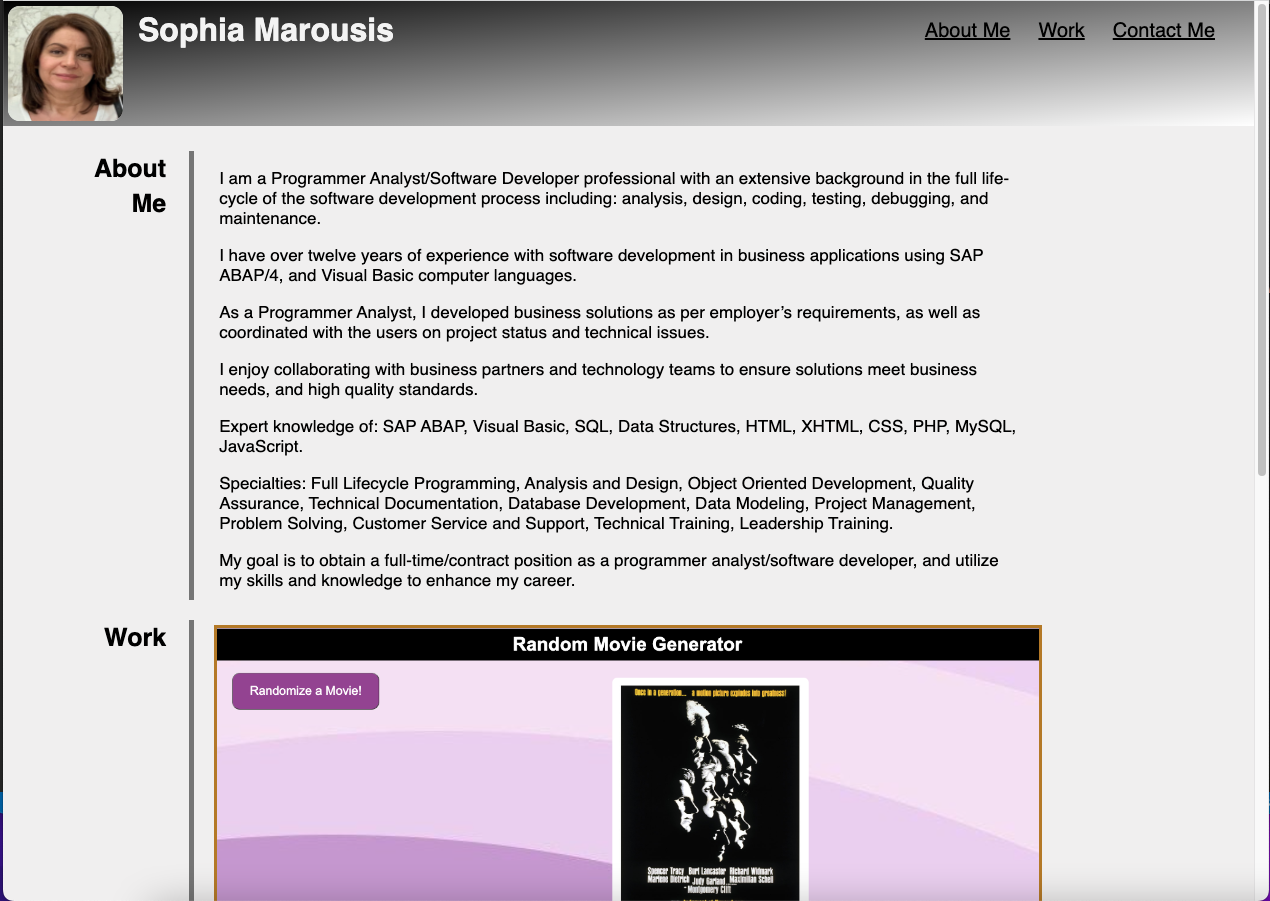 Sophia Marousis
About Me
Work
Contact Me
About
Me
I am a Programmer Analyst/Software Developer professional with an extensive background in the full life-
cycle of the software development process including: analysis, design, coding, testing, debugging, and
maintenance.
I have over twelve years of experience with software development in business applications using SAP
ABAP/4, and Visual Basic computer languages.
As a Programmer Analyst, I developed business solutions as per employer’s requirements, as well as
coordinated with the users on project status and technical issues.
I enjoy collaborating with business partners and technology teams to ensure solutions meet business
needs, and high quality standards.
Expert knowledge of: SAP ABAP, Visual Basic, SQL, Data Structures, HTML, XHTML, CSS, PHP, MySQL,
JavaScript.
Specialties: Full Lifecycle Programming, Analysis and Design, Object Oriented Development, Quality
Assurance, Technical Documentation, Database Development, Data Modeling, Project Management,
Problem Solving, Customer Service and Support, Technical Training, Leadership Training.
My goal is to obtain a full-time/contract position as a programmer analyst/software developer, and utilize
my skills and knowledge to enhance my career.
Work
Random Movie Generator
Randomize a Movie!
Once in a generation... a motion picture explodes into greatness!
Spencer Tracy Burt Lancaster Richard Widmark
Marlene Dietrich Judy Garland Maximilian Schell
Montgomery Clift